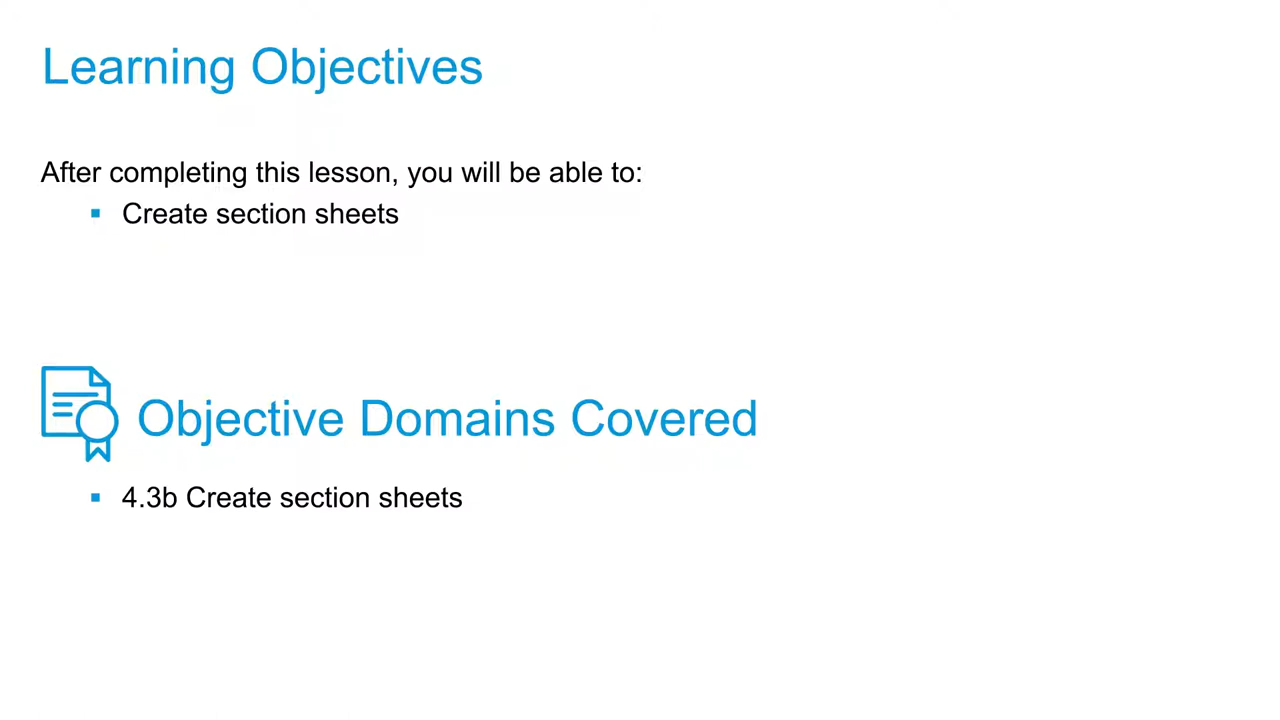 Learning Objectives
After completing this lesson, you will be able to:
▪ Create section sheets
Objective Domains Covered
▪ 4.3b Create section sheets